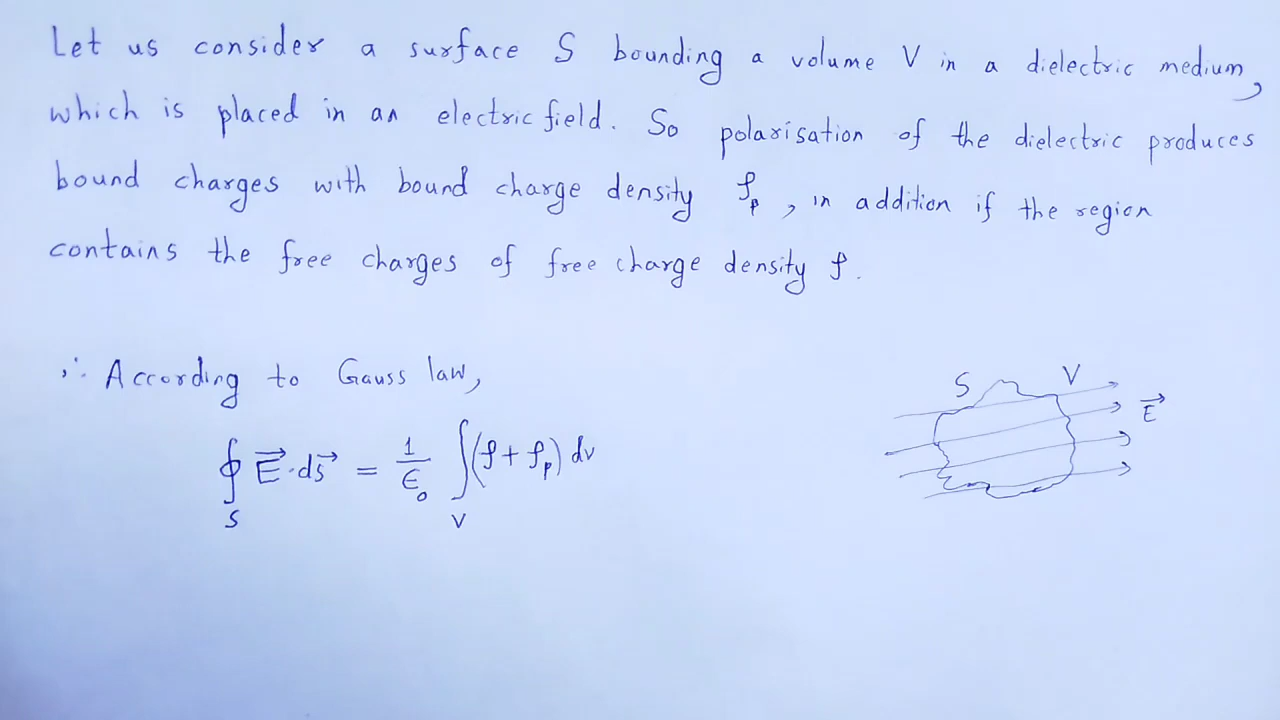 Let us consider a surface S bounding a volume V in a dielectric medium,
which is placed in an electric field. So polarisation of the dielectric produces
bound charges with bound charge density ρₚ, in addition if the region
contains the free charges of free charge density ρ.
∴ According to Gauss law,
∮_S E⃗·ds⃗ = 1/ϵ₀ ∫_V (ρ + ρₚ) dv
S V
E⃗